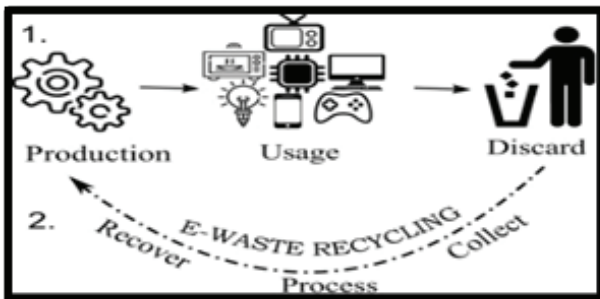 1.
Production
Usage
Discard
2.
E-WASTE RECYCLING
Recover
Process
Collect